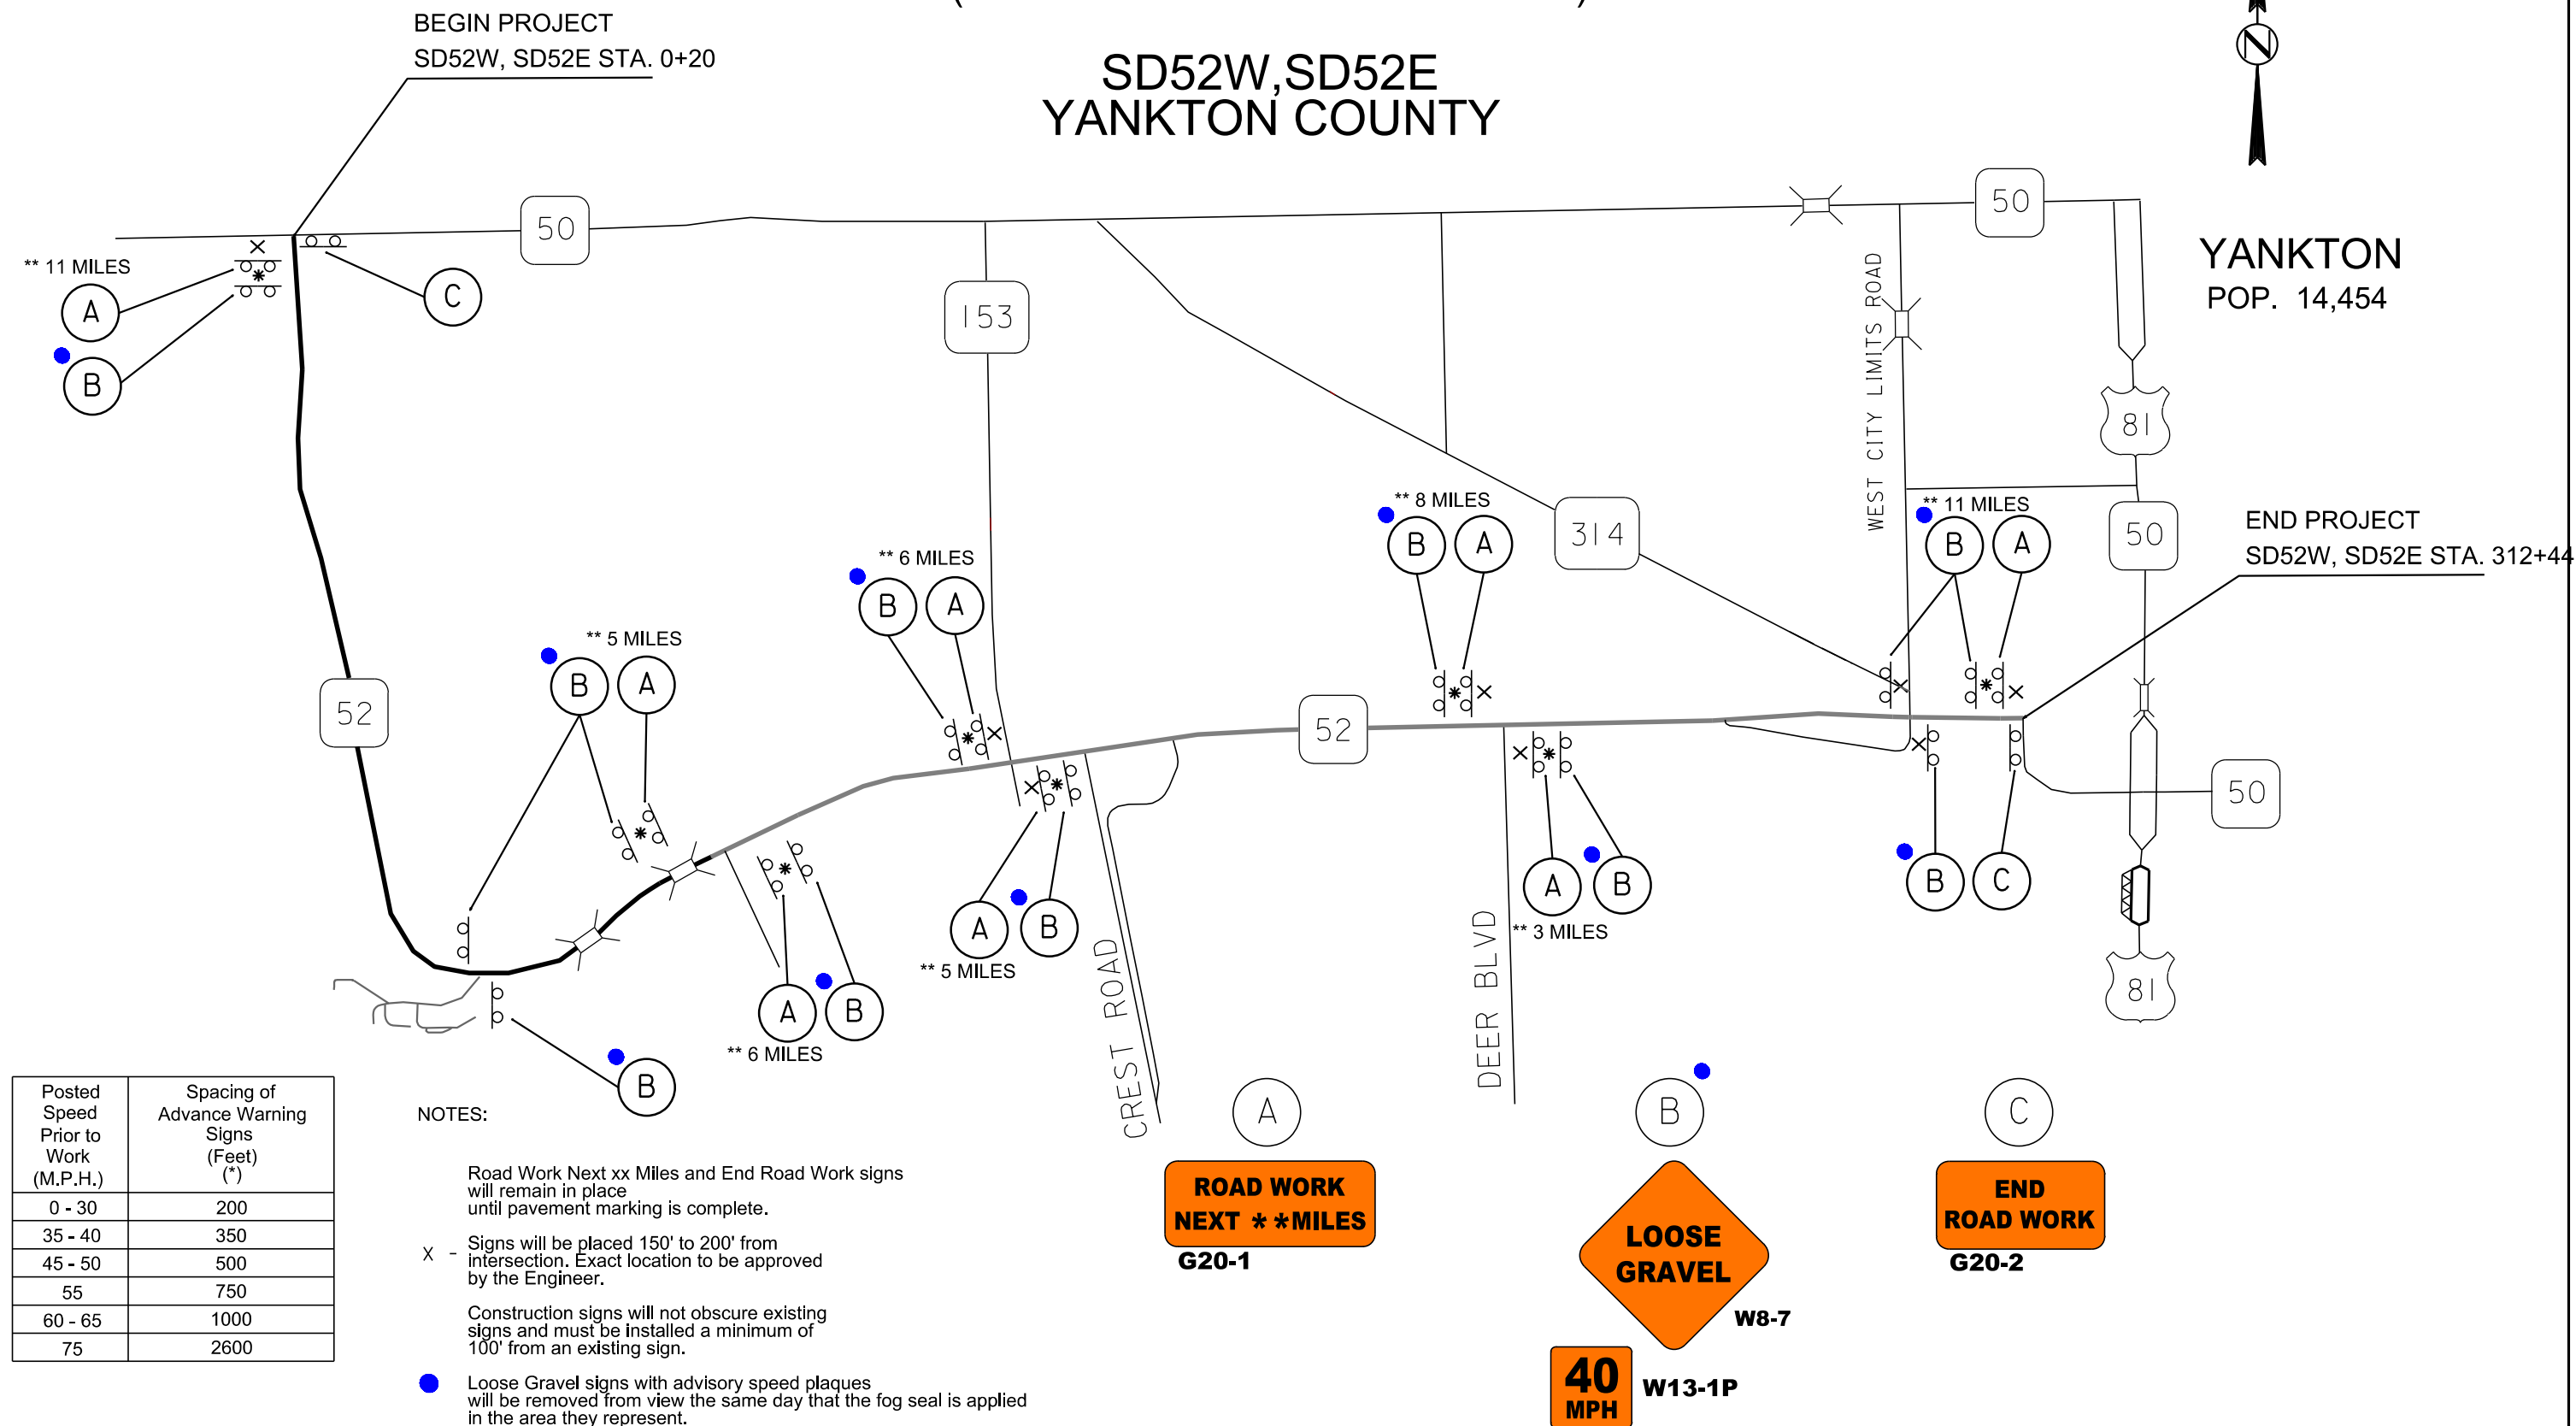 BEGIN PROJECT
SD52W, SD52E STA. 0+20
SD52W,SD52E
YANKTON COUNTY
N
50
50
YANKTON
POP. 14,454
** 11 MILES
A
B
C
153
WEST CITY LIMITS ROAD
81
** 8 MILES
B
A
314
** 11 MILES
B
A
50
END PROJECT
SD52W, SD52E STA. 312+44
** 6 MILES
B
A
** 5 MILES
B
A
52
52
50
A
B
** 3 MILES
B
C
A
B
** 5 MILES
A
B
** 6 MILES
B
CREST ROAD
DEER BLVD
81
Posted
Speed
Prior to
Work
(M.P.H.)
Spacing of
Advance Warning
Signs
(Feet)
(*)
0 - 30 200
35 - 40 350
45 - 50 500
55 750
60 - 65 1000
75 2600
NOTES:
Road Work Next xx Miles and End Road Work signs
will remain in place
until pavement marking is complete.
X - Signs will be placed 150' to 200' from
intersection. Exact location to be approved
by the Engineer.
Construction signs will not obscure existing
signs and must be installed a minimum of
100' from an existing sign.
Loose Gravel signs with advisory speed plaques
will be removed from view the same day that the fog seal is applied
in the area they represent.
A
ROAD WORK
NEXT **MILES
G20-1
B
LOOSE
GRAVEL
W8-7
40
MPH
W13-1P
C
END
ROAD WORK
G20-2